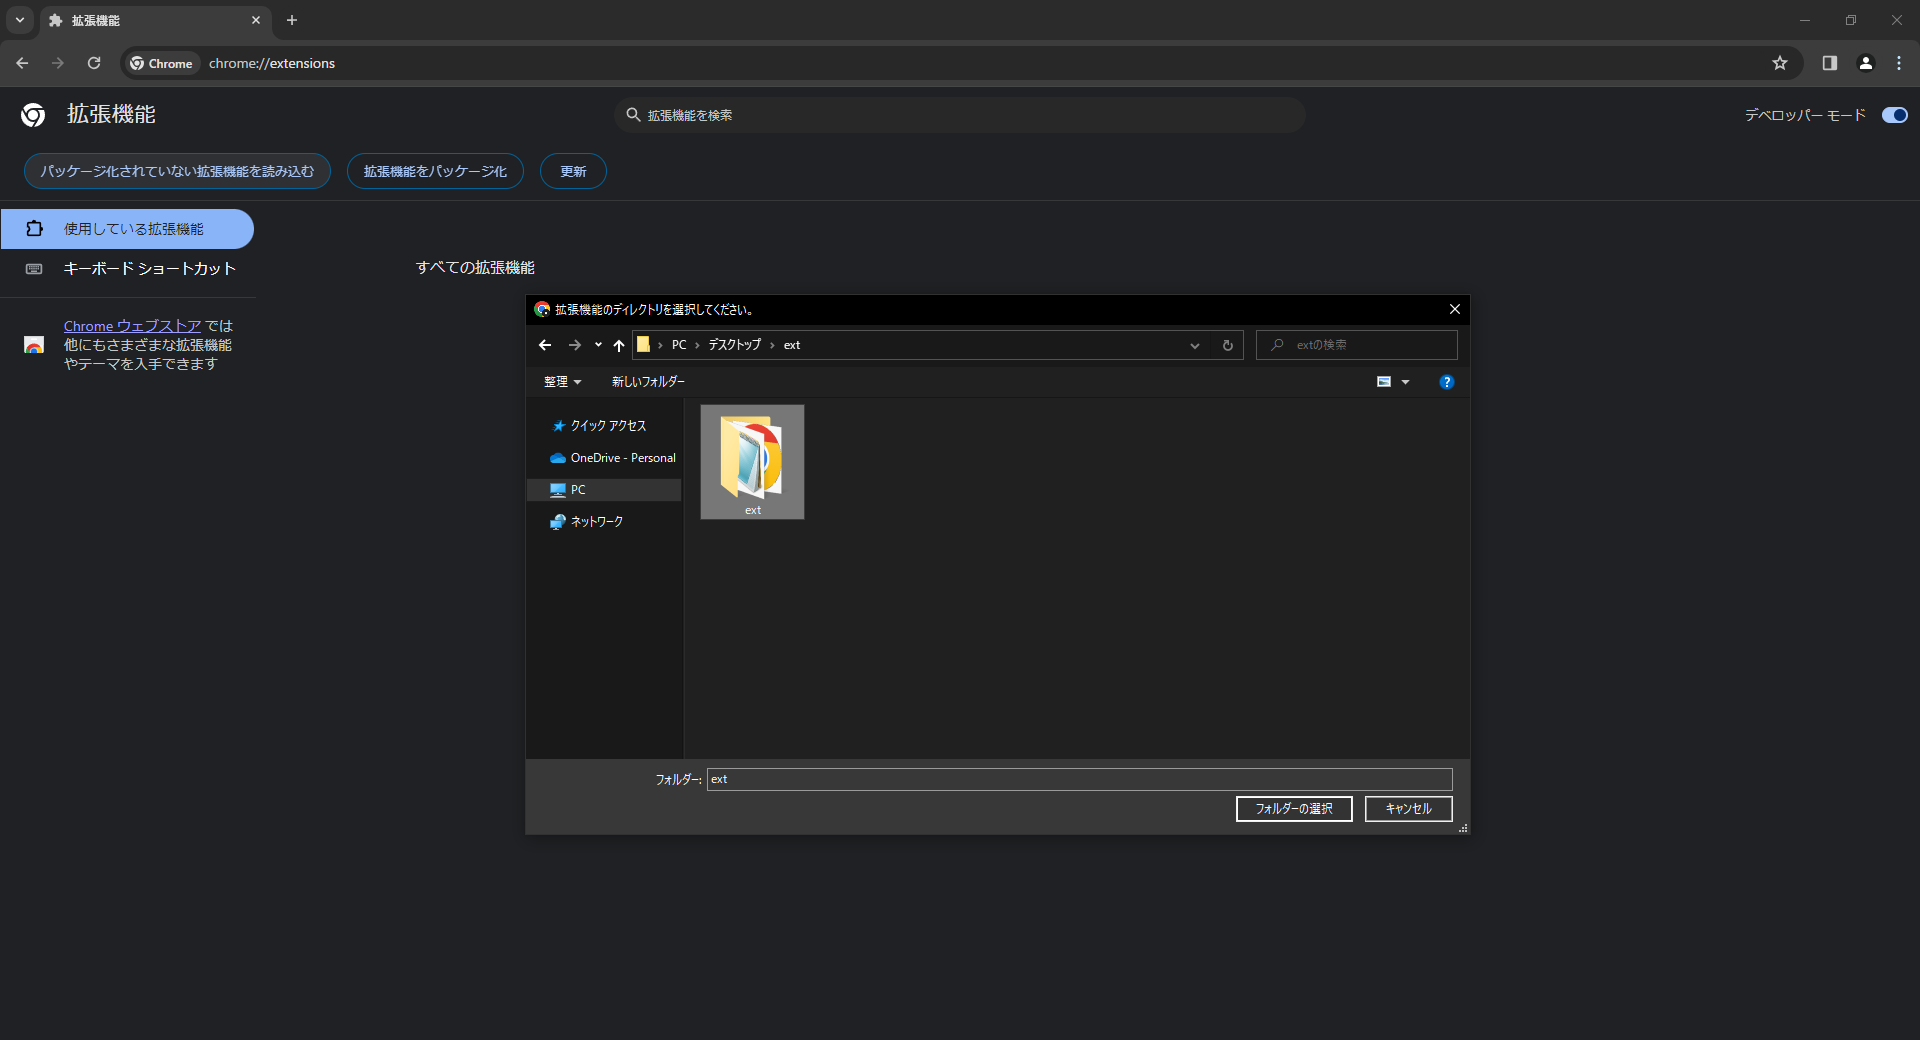 拡張機能
Chrome chrome://extensions
拡張機能
拡張機能を検索
デベロッパー モード
パッケージ化されていない拡張機能を読み込む
拡張機能をパッケージ化
更新
使用している拡張機能
キーボード ショートカット
Chrome ウェブストア では
他にもさまざまな拡張機能
やテーマを入手できます
すべての拡張機能
拡張機能のディレクトリを選択してください。
PC › デスクトップ › ext
extの検索
整理
新しいフォルダー
クイック アクセス
OneDrive - Personal
PC
ネットワーク
ext
フォルダー: ext
フォルダーの選択
キャンセル